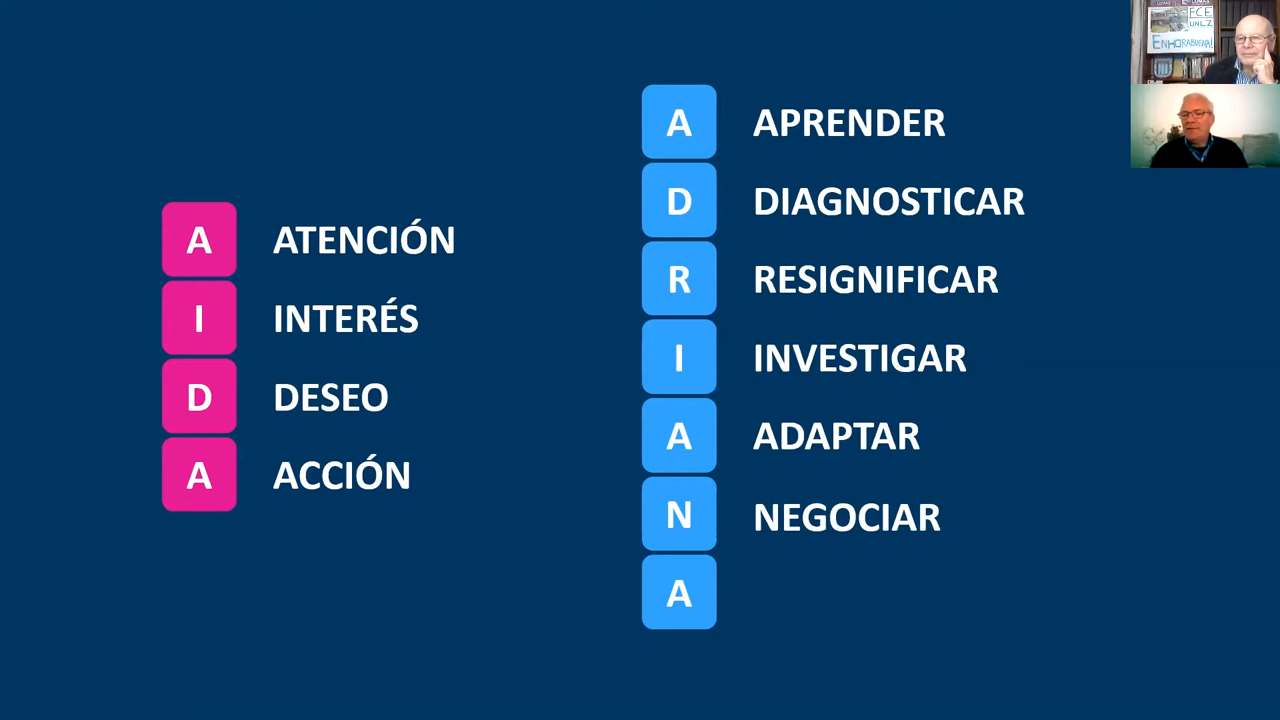 A ATENCIÓN
I INTERÉS
D DESEO
A ACCIÓN
A APRENDER
D DIAGNOSTICAR
R RESIGNIFICAR
I INVESTIGAR
A ADAPTAR
N NEGOCIAR
A
FCE
UNLZ
ENHORABUENA!